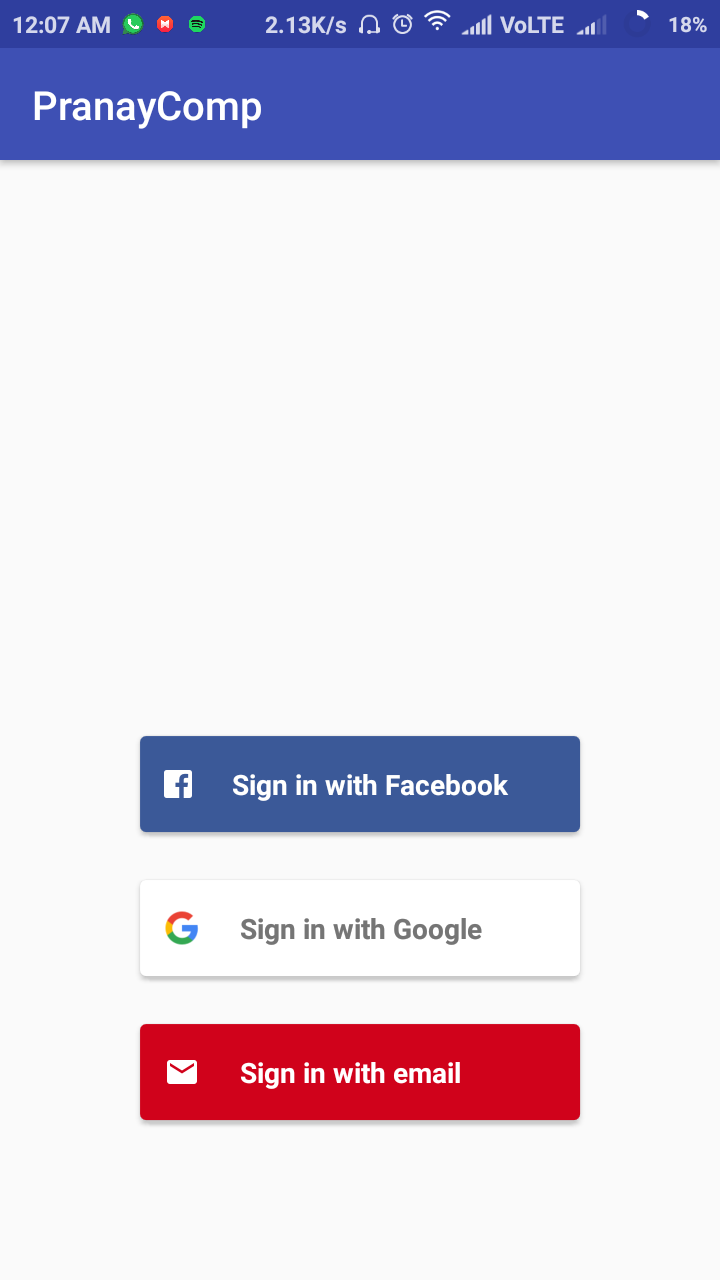 12:07 AM 2.13K/s VoLTE 18%
PranayComp
Sign in with Facebook
Sign in with Google
Sign in with email